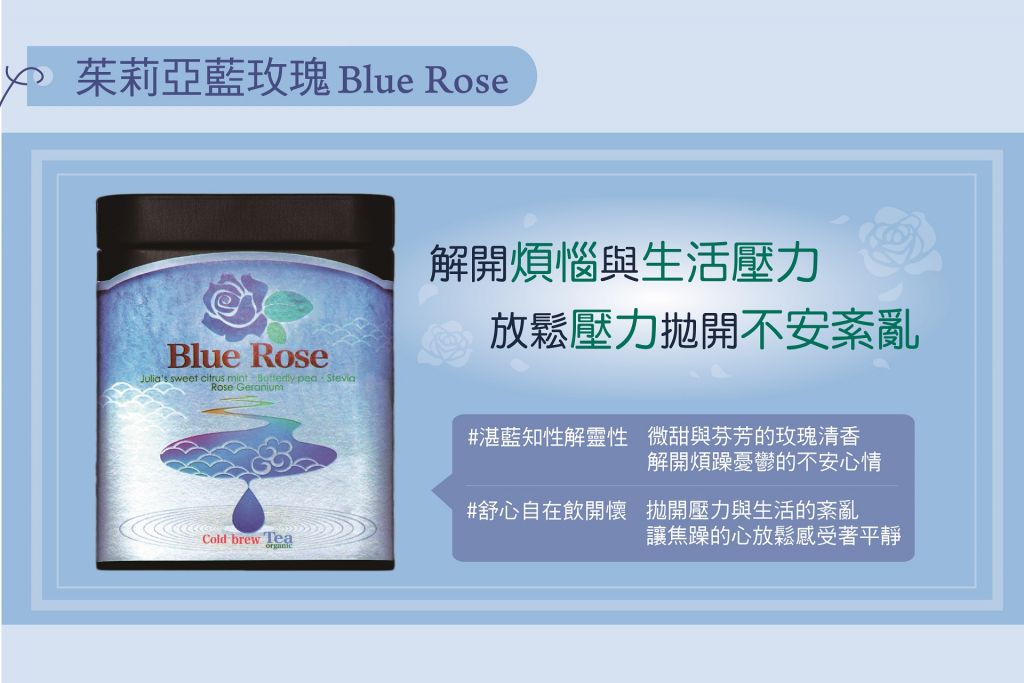 茱莉亞藍玫瑰 Blue Rose
解開煩惱與生活壓力
放鬆壓力拋開不安紊亂
Blue Rose
Julia's sweet citrus mint · Butterfly pea · Stevia
Rose Geranium
Cold brew Tea
organic
#湛藍知性解靈性 微甜與芬芳的玫瑰清香
解開煩躁憂鬱的不安心情
#舒心自在飲開懷 拋開壓力與生活的紊亂
讓焦躁的心放鬆感受著平靜